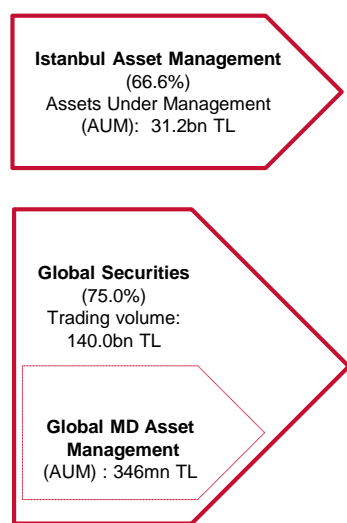 Istanbul Asset Management
(66.6%)
Assets Under Management
(AUM): 31.2bn TL
Global Securities
(75.0%)
Trading volume:
140.0bn TL
Global MD Asset
Management
(AUM) : 346mn TL